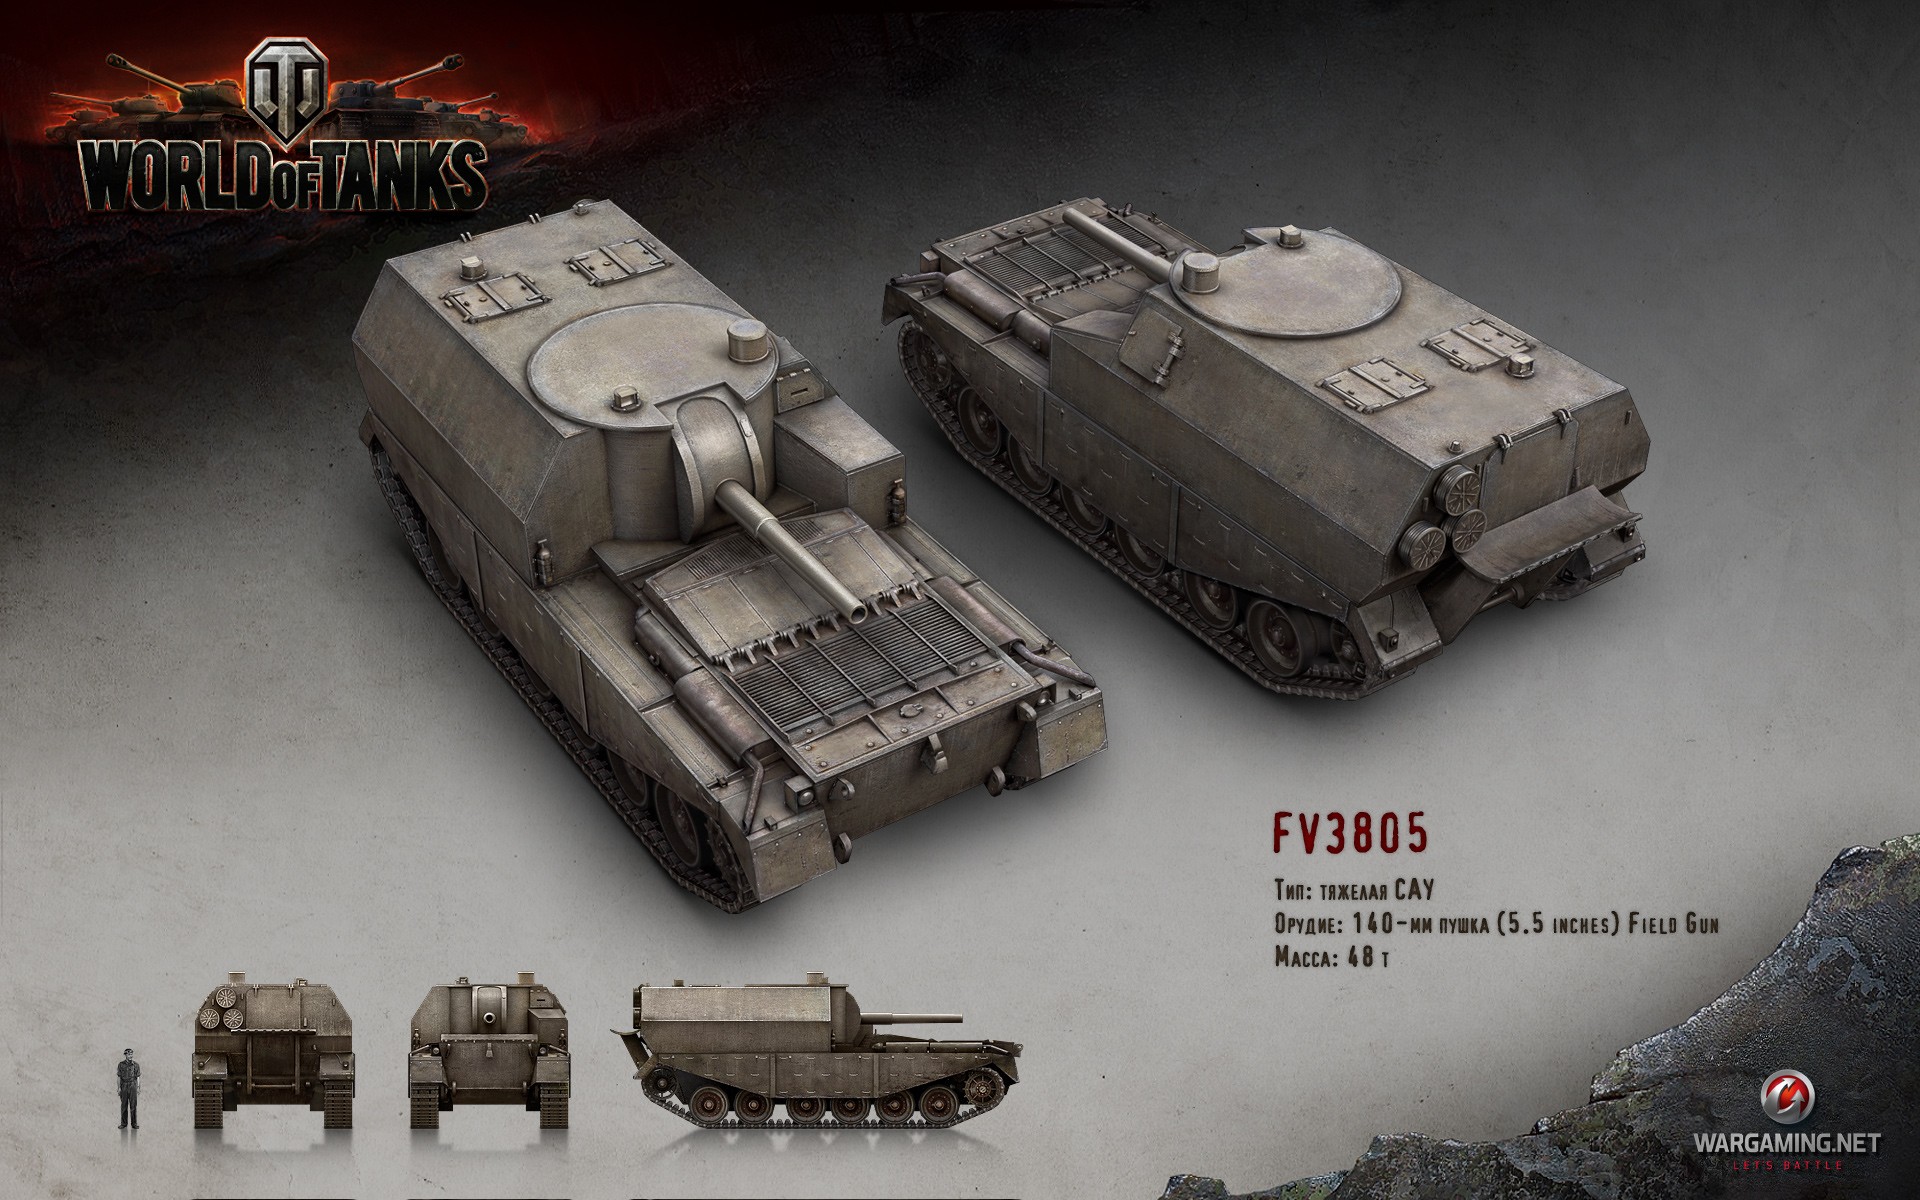 WORLD OF TANKS
FV3805
Тип: тяжелая САУ
Орудие: 140-мм пушка (5.5 inches) Field Gun
Масса: 48 т
WARGAMING.NET
LETS BATTLE